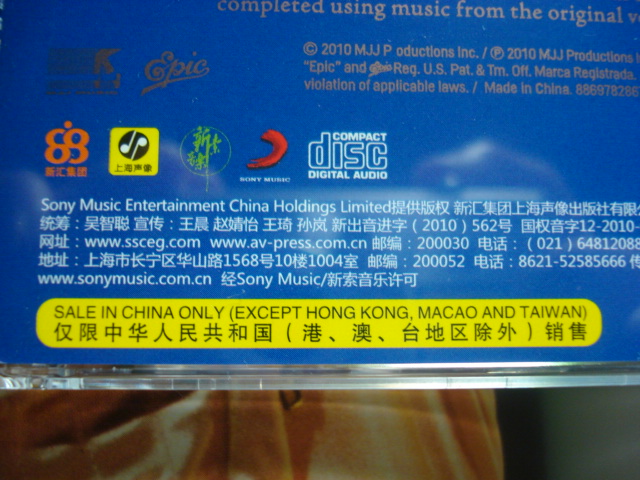 completed using music from the original
© 2010 MJJ P oductions Inc. / ℗ 2010 MJJ Productions
Epic
"Epic" and Epic Req. U.S. Pat. & Tm. Off. Marca Registrada.
violation of applicable laws. / Made in China. 8869782867
新汇集团
上海声像
新索
SONY MUSIC
COMPACT
disc
DIGITAL AUDIO
Sony Music Entertainment China Holdings Limited提供版权 新汇集团上海声像出版社有限
统筹：吴智聪 宣传：王晨 赵婧怡 王琦 孙岚 新出音进字（2010）562号 国权音字12-2010-
网址：www.ssceg.com www.av-press.com.cn 邮编：200030 电话：（021）6481208
地址：上海市长宁区华山路1568号10楼1004室 邮编：200052 电话：8621-52585666
www.sonymusic.com.cn 经Sony Music/新索音乐许可
SALE IN CHINA ONLY (EXCEPT HONG KONG, MACAO AND TAIWAN)
仅限中华人民共和国（港、澳、台地区除外）销售